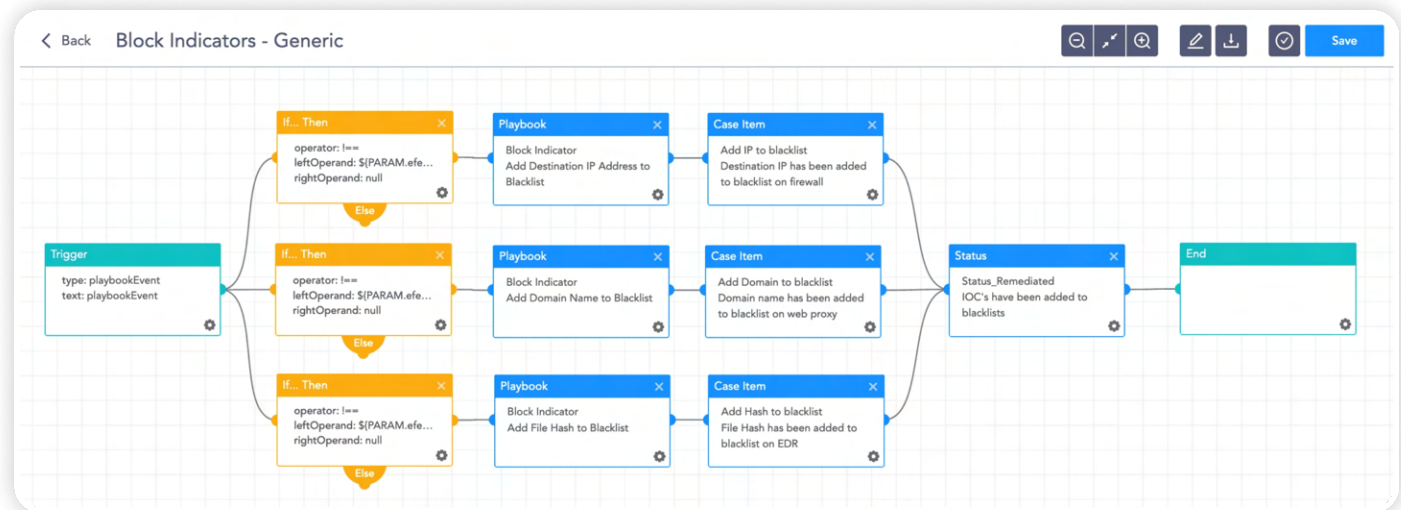 Back
Block Indicators - Generic
Save
If... Then
operator: !==
leftOperand: ${PARAM.efe...
rightOperand: null
Else
Playbook
Block Indicator
Add Destination IP Address to
Blacklist
Case Item
Add IP to blacklist
Destination IP has been added
to blacklist on firewall
Trigger
type: playbookEvent
text: playbookEvent
If... Then
operator: !==
leftOperand: ${PARAM.efe...
rightOperand: null
Else
Playbook
Block Indicator
Add Domain Name to Blacklist
Case Item
Add Domain to blacklist
Domain name has been added
to blacklist on web proxy
Status
Status_Remediated
IOC's have been added to
blacklists
End
If... Then
operator: !==
leftOperand: ${PARAM.efe...
rightOperand: null
Else
Playbook
Block Indicator
Add File Hash to Blacklist
Case Item
Add Hash to blacklist
File Hash has been added to
blacklist on EDR